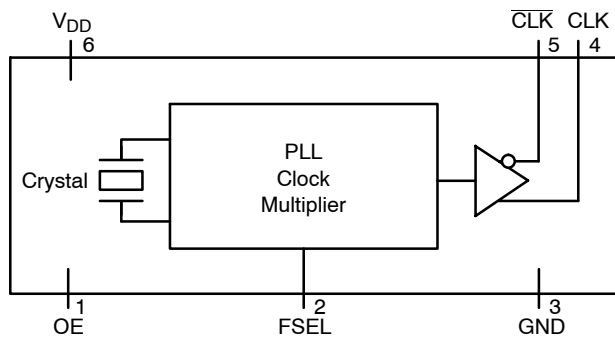 VDD
6
CLK CLK
5 4
Crystal
PLL
Clock
Multiplier
1 2 3
OE FSEL GND